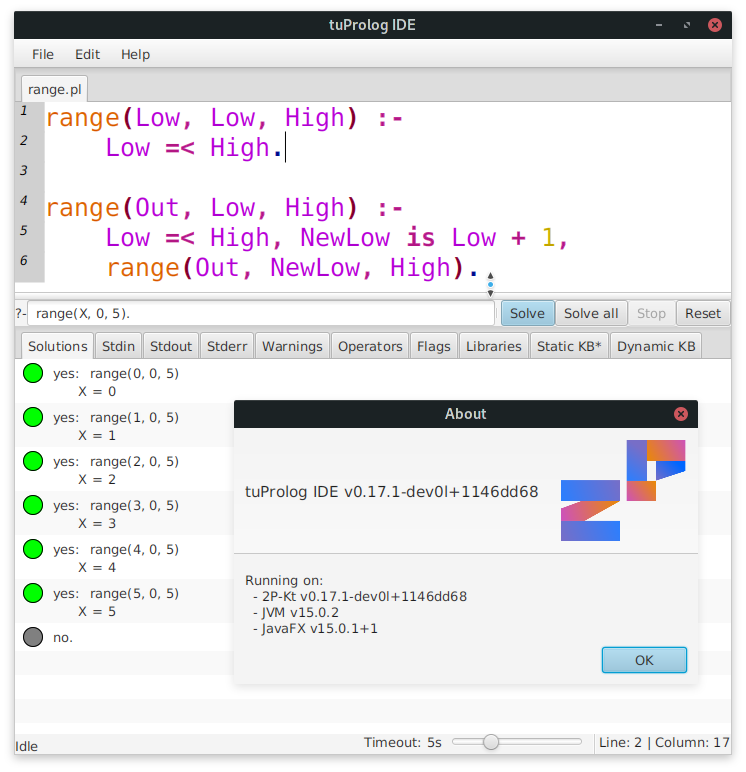 tuProlog IDE
File Edit Help
range.pl
1 range(Low, Low, High) :-
2 Low =< High.
3
4 range(Out, Low, High) :-
5 Low =< High, NewLow is Low + 1,
6 range(Out, NewLow, High).
?- range(X, 0, 5). Solve Solve all Stop Reset
Solutions Stdin Stdout Stderr Warnings Operators Flags Libraries Static KB* Dynamic KB
yes: range(0, 0, 5)
X = 0
yes: range(1, 0, 5)
X = 1
yes: range(2, 0, 5)
X = 2
yes: range(3, 0, 5)
X = 3
yes: range(4, 0, 5)
X = 4
yes: range(5, 0, 5)
X = 5
no.
About
tuProlog IDE v0.17.1-dev0l+1146dd68
Running on:
- 2P-Kt v0.17.1-dev0l+1146dd68
- JVM v15.0.2
- JavaFX v15.0.1+1
OK
Idle Timeout: 5s Line: 2 | Column: 17